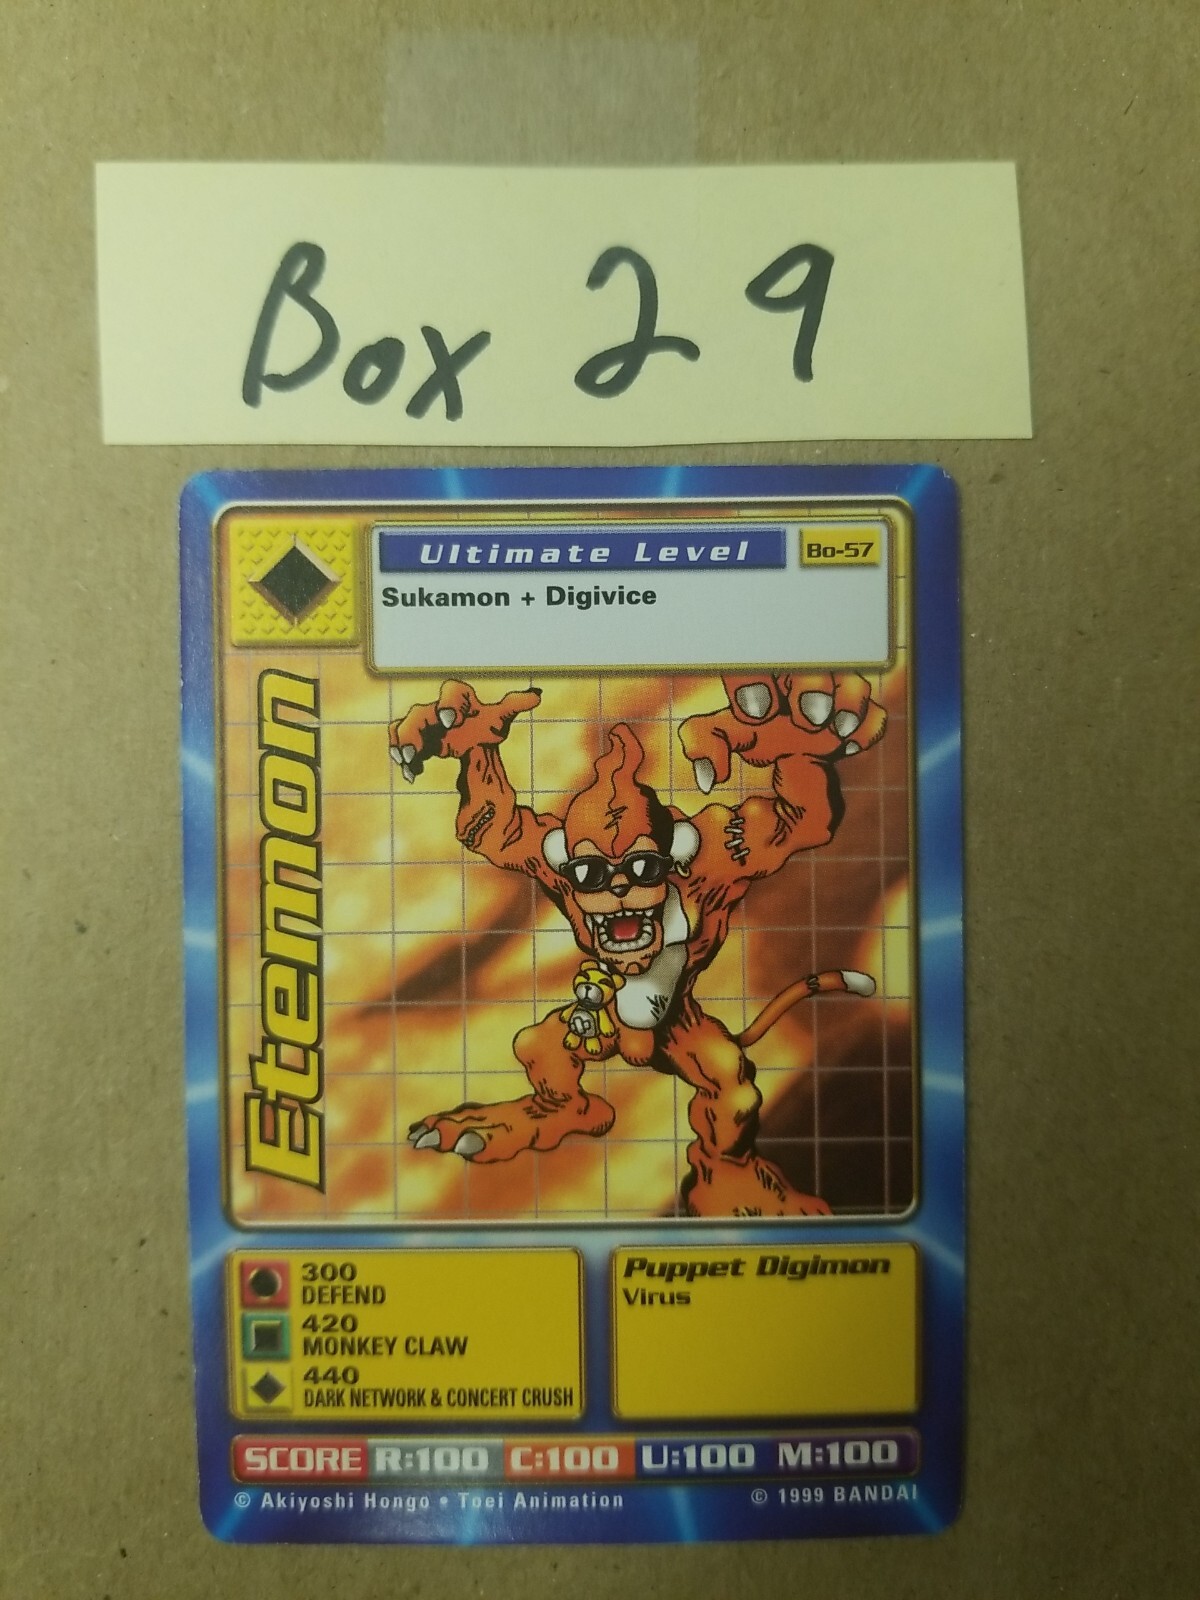 Box 29
Ultimate Level
Bo-57
Sukamon + Digivice
Etemon
300
DEFEND
420
MONKEY CLAW
440
DARK NETWORK & CONCERT CRUSH
Puppet Digimon
Virus
SCORE R:100 C:100 U:100 M:100
© Akiyoshi Hongo • Toei Animation © 1999 BANDAI